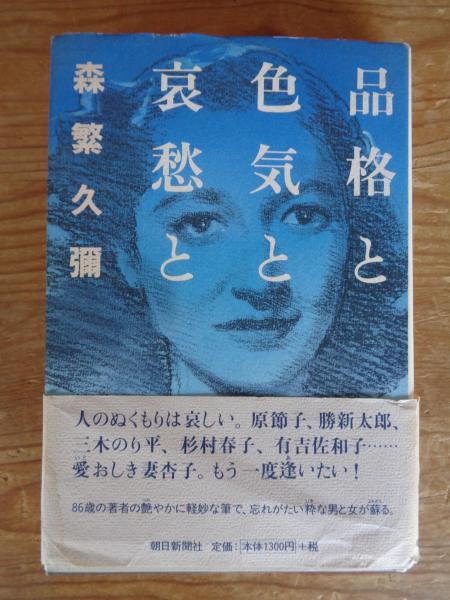 品格と
色気と
哀愁と
森繁久彌
人のぬくもりは哀しい。原節子、勝新太郎、
三木のり平、杉村春子、有吉佐和子……
愛おしき妻杏子。もう一度逢いたい！
86歳の著者の艶やかに軽妙な筆で、忘れがたい粋な男と女が蘇る。
朝日新聞社 定価：本体1300円＋税